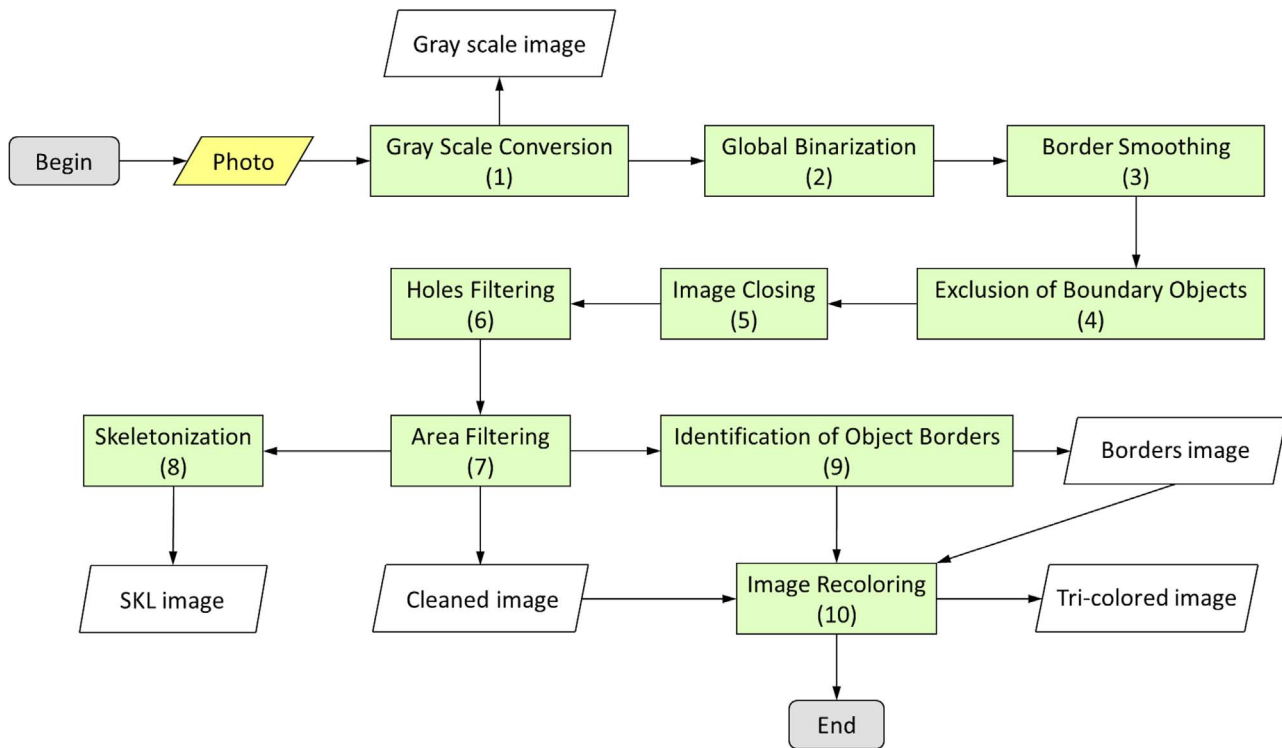 Gray scale image
Begin
Photo
Gray Scale Conversion
(1)
Global Binarization
(2)
Border Smoothing
(3)
Holes Filtering
(6)
Image Closing
(5)
Exclusion of Boundary Objects
(4)
Skeletonization
(8)
Area Filtering
(7)
Identification of Object Borders
(9)
Borders image
SKL image
Cleaned image
Image Recoloring
(10)
Tri-colored image
End